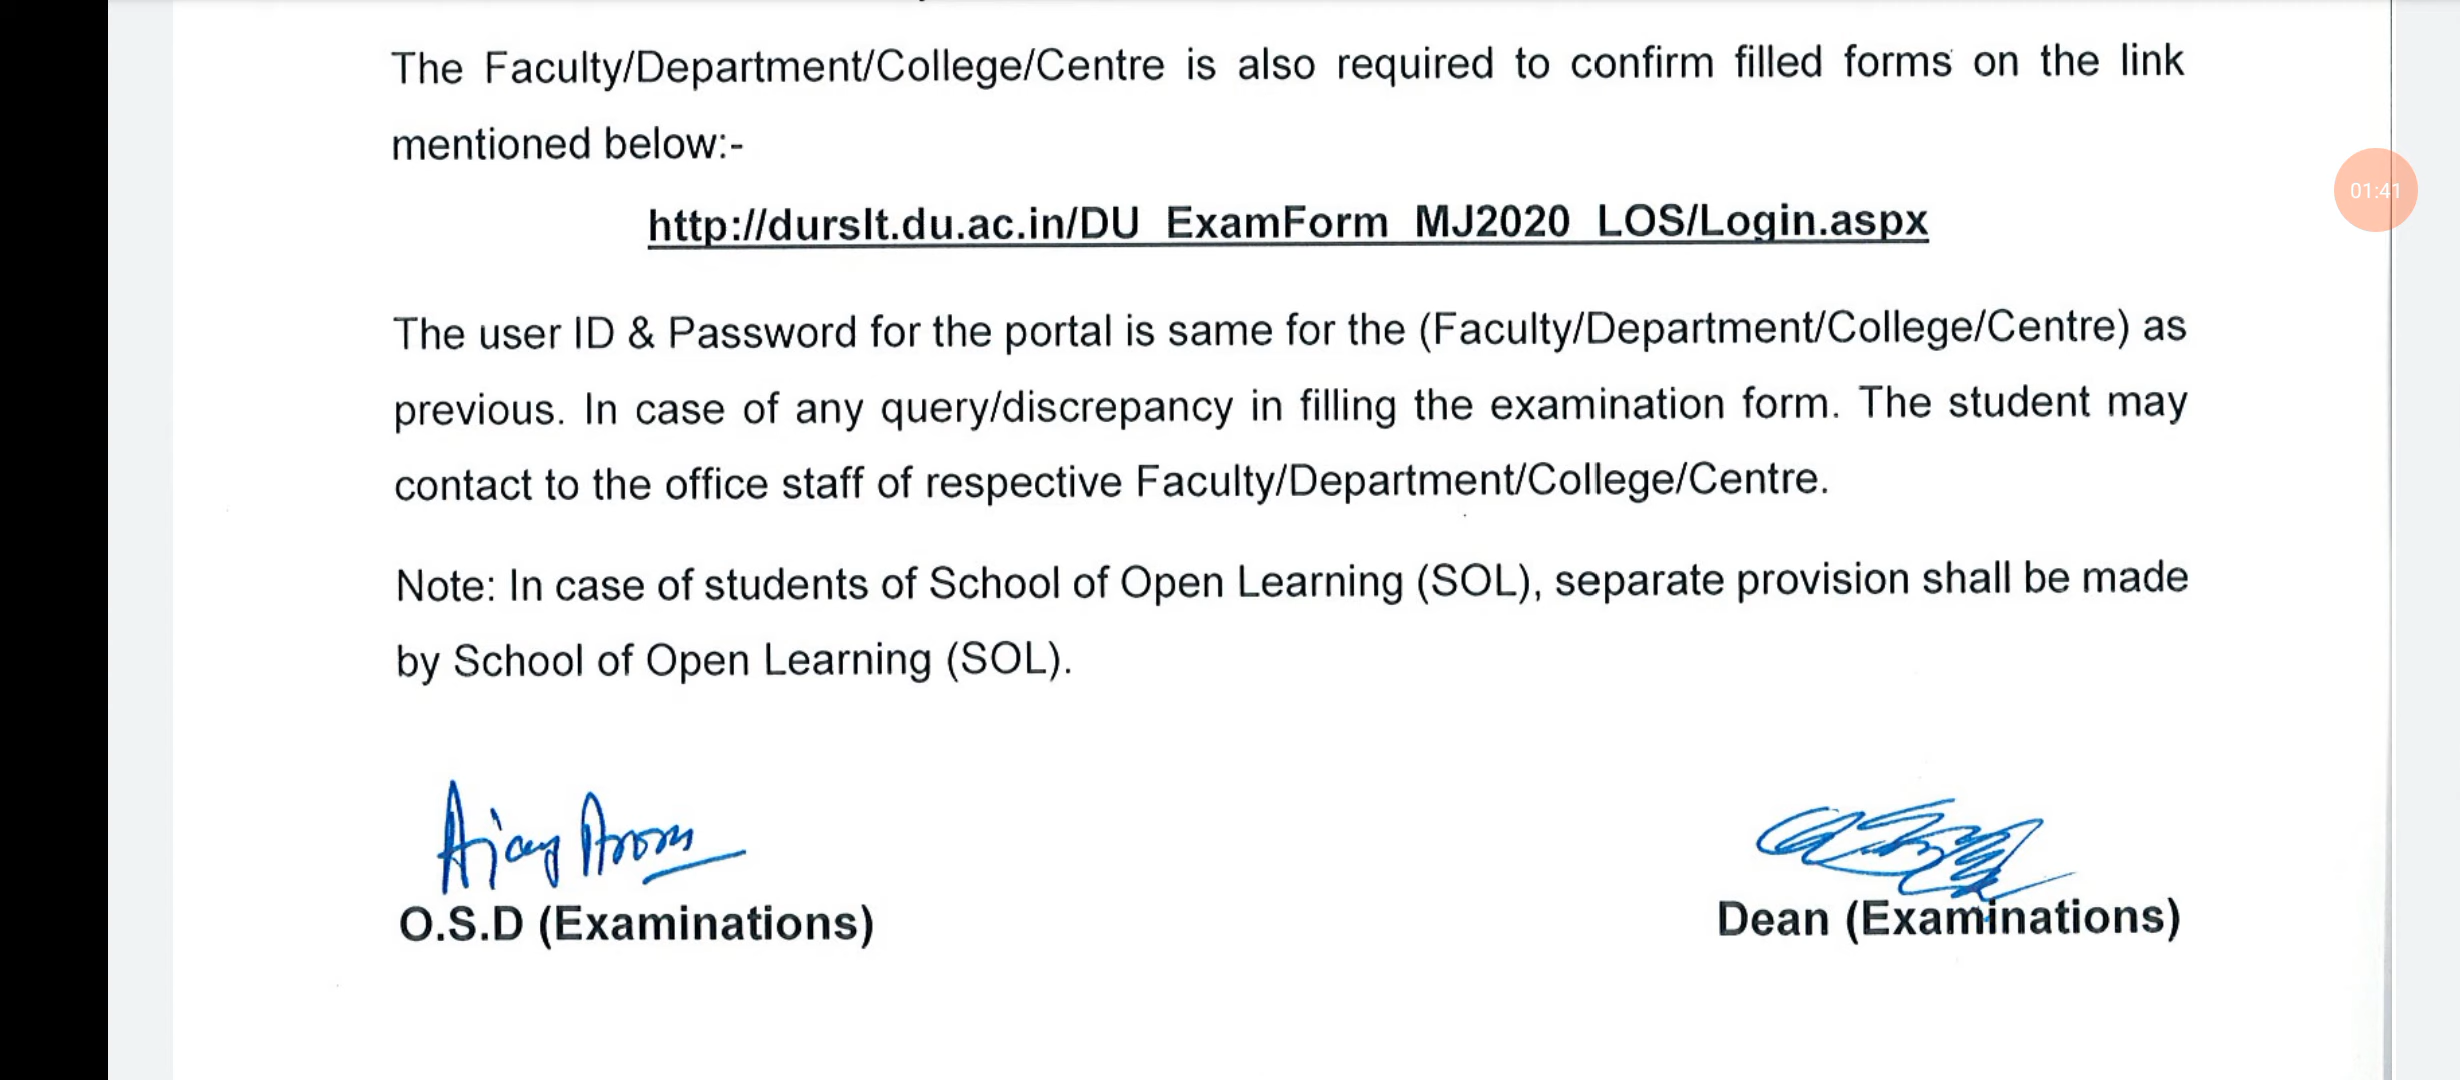 The Faculty/Department/College/Centre is also required to confirm filled forms on the link
mentioned below:-
http://durslt.du.ac.in/DU_ExamForm_MJ2020_LOS/Login.aspx
The user ID & Password for the portal is same for the (Faculty/Department/College/Centre) as
previous. In case of any query/discrepancy in filling the examination form. The student may
contact to the office staff of respective Faculty/Department/College/Centre.
Note: In case of students of School of Open Learning (SOL), separate provision shall be made
by School of Open Learning (SOL).
Ajay Arora
O.S.D (Examinations)
Dean (Examinations)
01:41